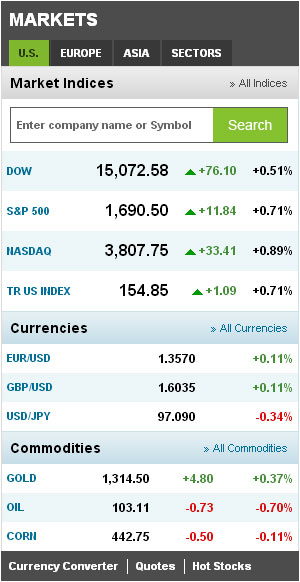 MARKETS
U.S. EUROPE ASIA SECTORS
Market Indices » All Indices
Enter company name or Symbol Search
DOW 15,072.58 +76.10 +0.51%
S&P 500 1,690.50 +11.84 +0.71%
NASDAQ 3,807.75 +33.41 +0.89%
TR US INDEX 154.85 +1.09 +0.71%
Currencies » All Currencies
EUR/USD 1.3570 +0.11%
GBP/USD 1.6035 +0.11%
USD/JPY 97.090 -0.34%
Commodities » All Commodities
GOLD 1,314.50 +4.80 +0.37%
OIL 103.11 -0.73 -0.70%
CORN 442.75 -0.50 -0.11%
Currency Converter | Quotes | Hot Stocks